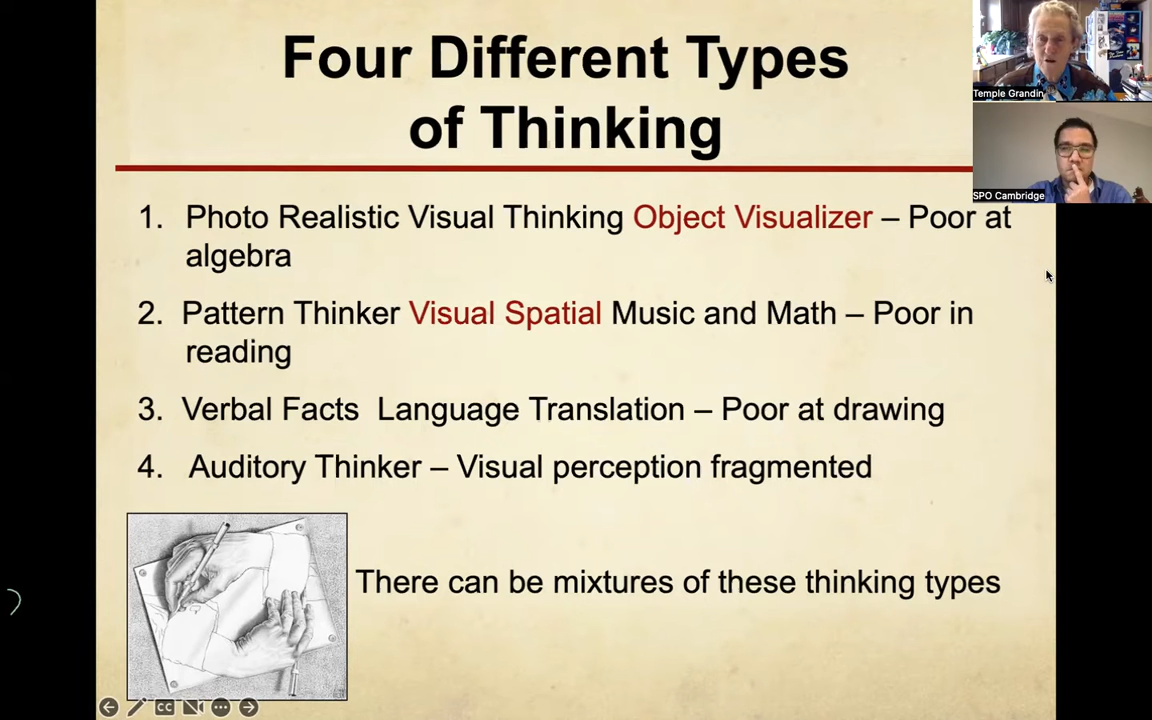 Four Different Types
of Thinking
Temple Grandin
SPO Cambridge
1. Photo Realistic Visual Thinking Object Visualizer – Poor at
algebra
2. Pattern Thinker Visual Spatial Music and Math – Poor in
reading
3. Verbal Facts Language Translation – Poor at drawing
4. Auditory Thinker – Visual perception fragmented
There can be mixtures of these thinking types
CC